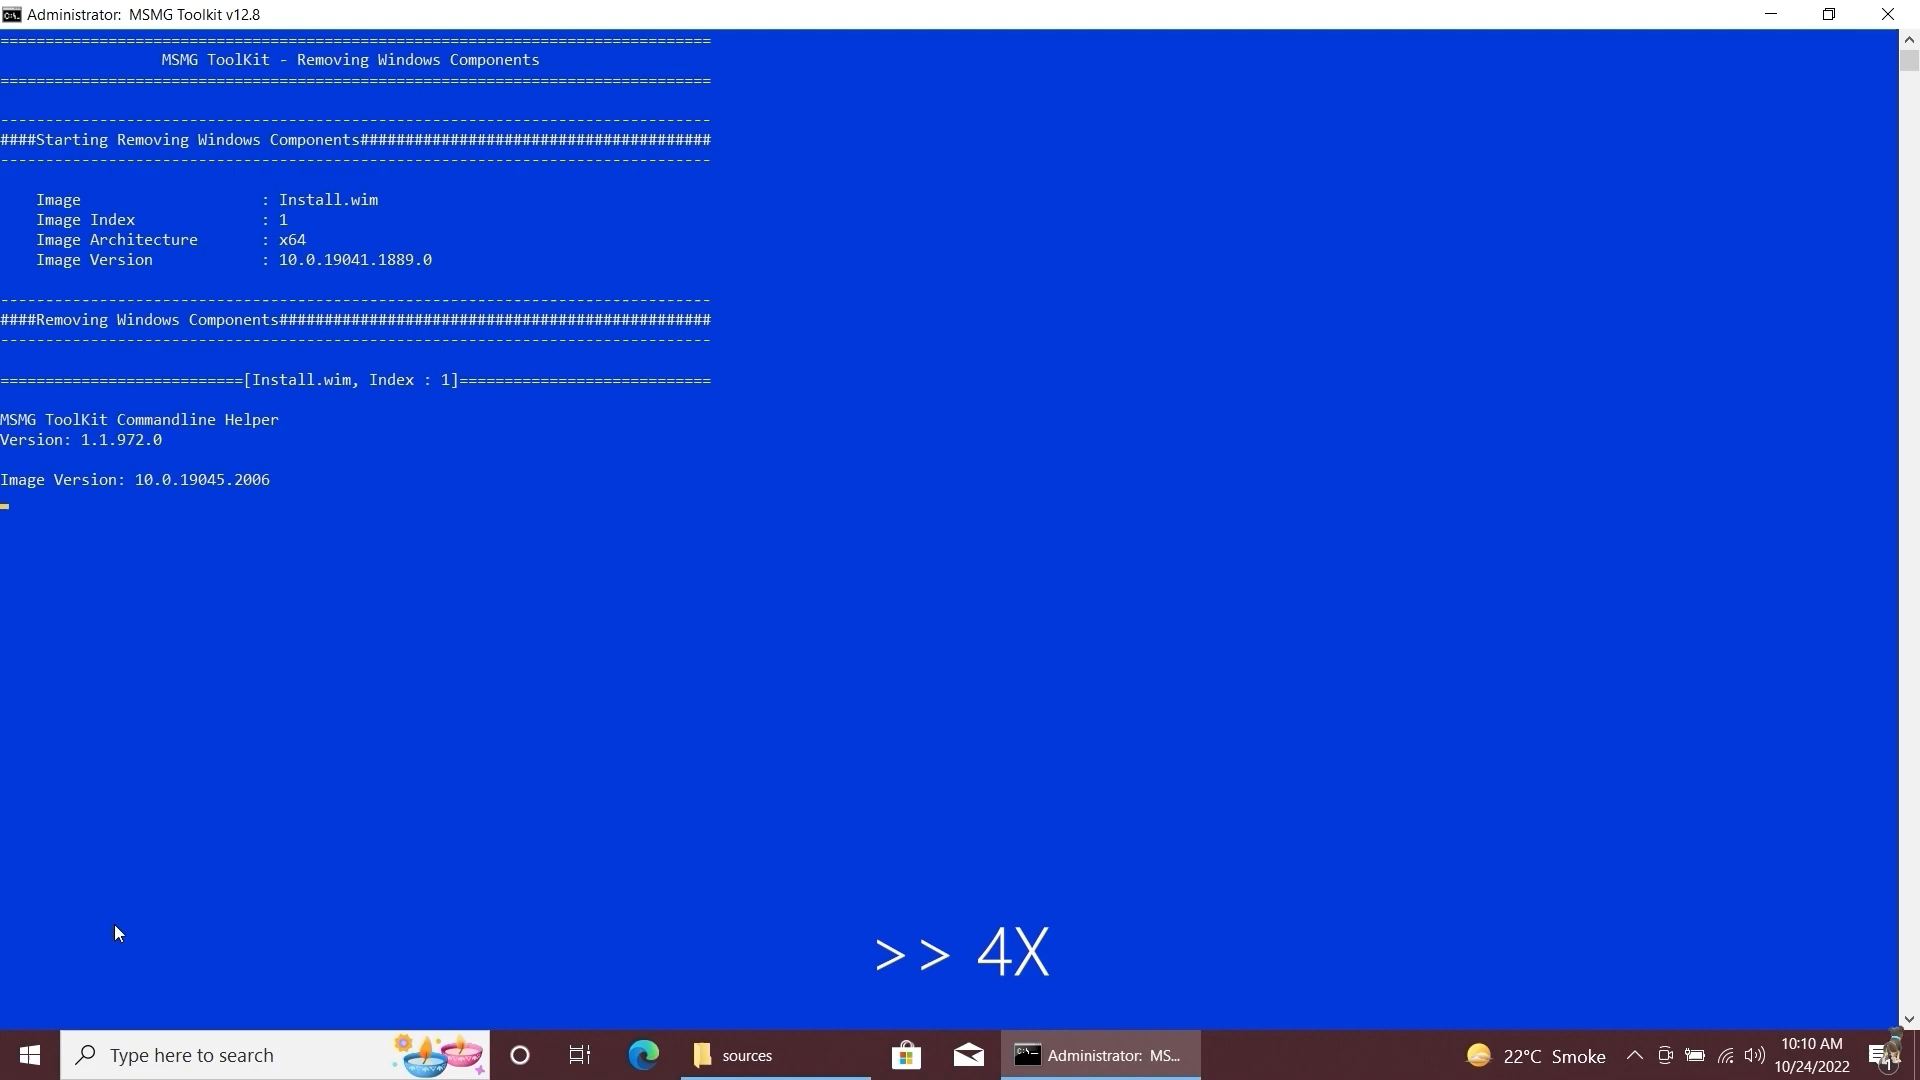 Administrator:  MSMG Toolkit v12.8
===============================================================================
MSMG ToolKit - Removing Windows Components
===============================================================================
-------------------------------------------------------------------------------
####Starting Removing Windows Components#######################################
-------------------------------------------------------------------------------
Image                    : Install.wim
Image Index              : 1
Image Architecture       : x64
Image Version            : 10.0.19041.1889.0
-------------------------------------------------------------------------------
####Removing Windows Components################################################
-------------------------------------------------------------------------------
===========================[Install.wim, Index : 1]============================
MSMG ToolKit Commandline Helper
Version: 1.1.972.0
Image Version: 10.0.19045.2006
>> 4X
Type here to search
sources
Administrator:  MS...
22°C  Smoke
10:10 AM
10/24/2022
1